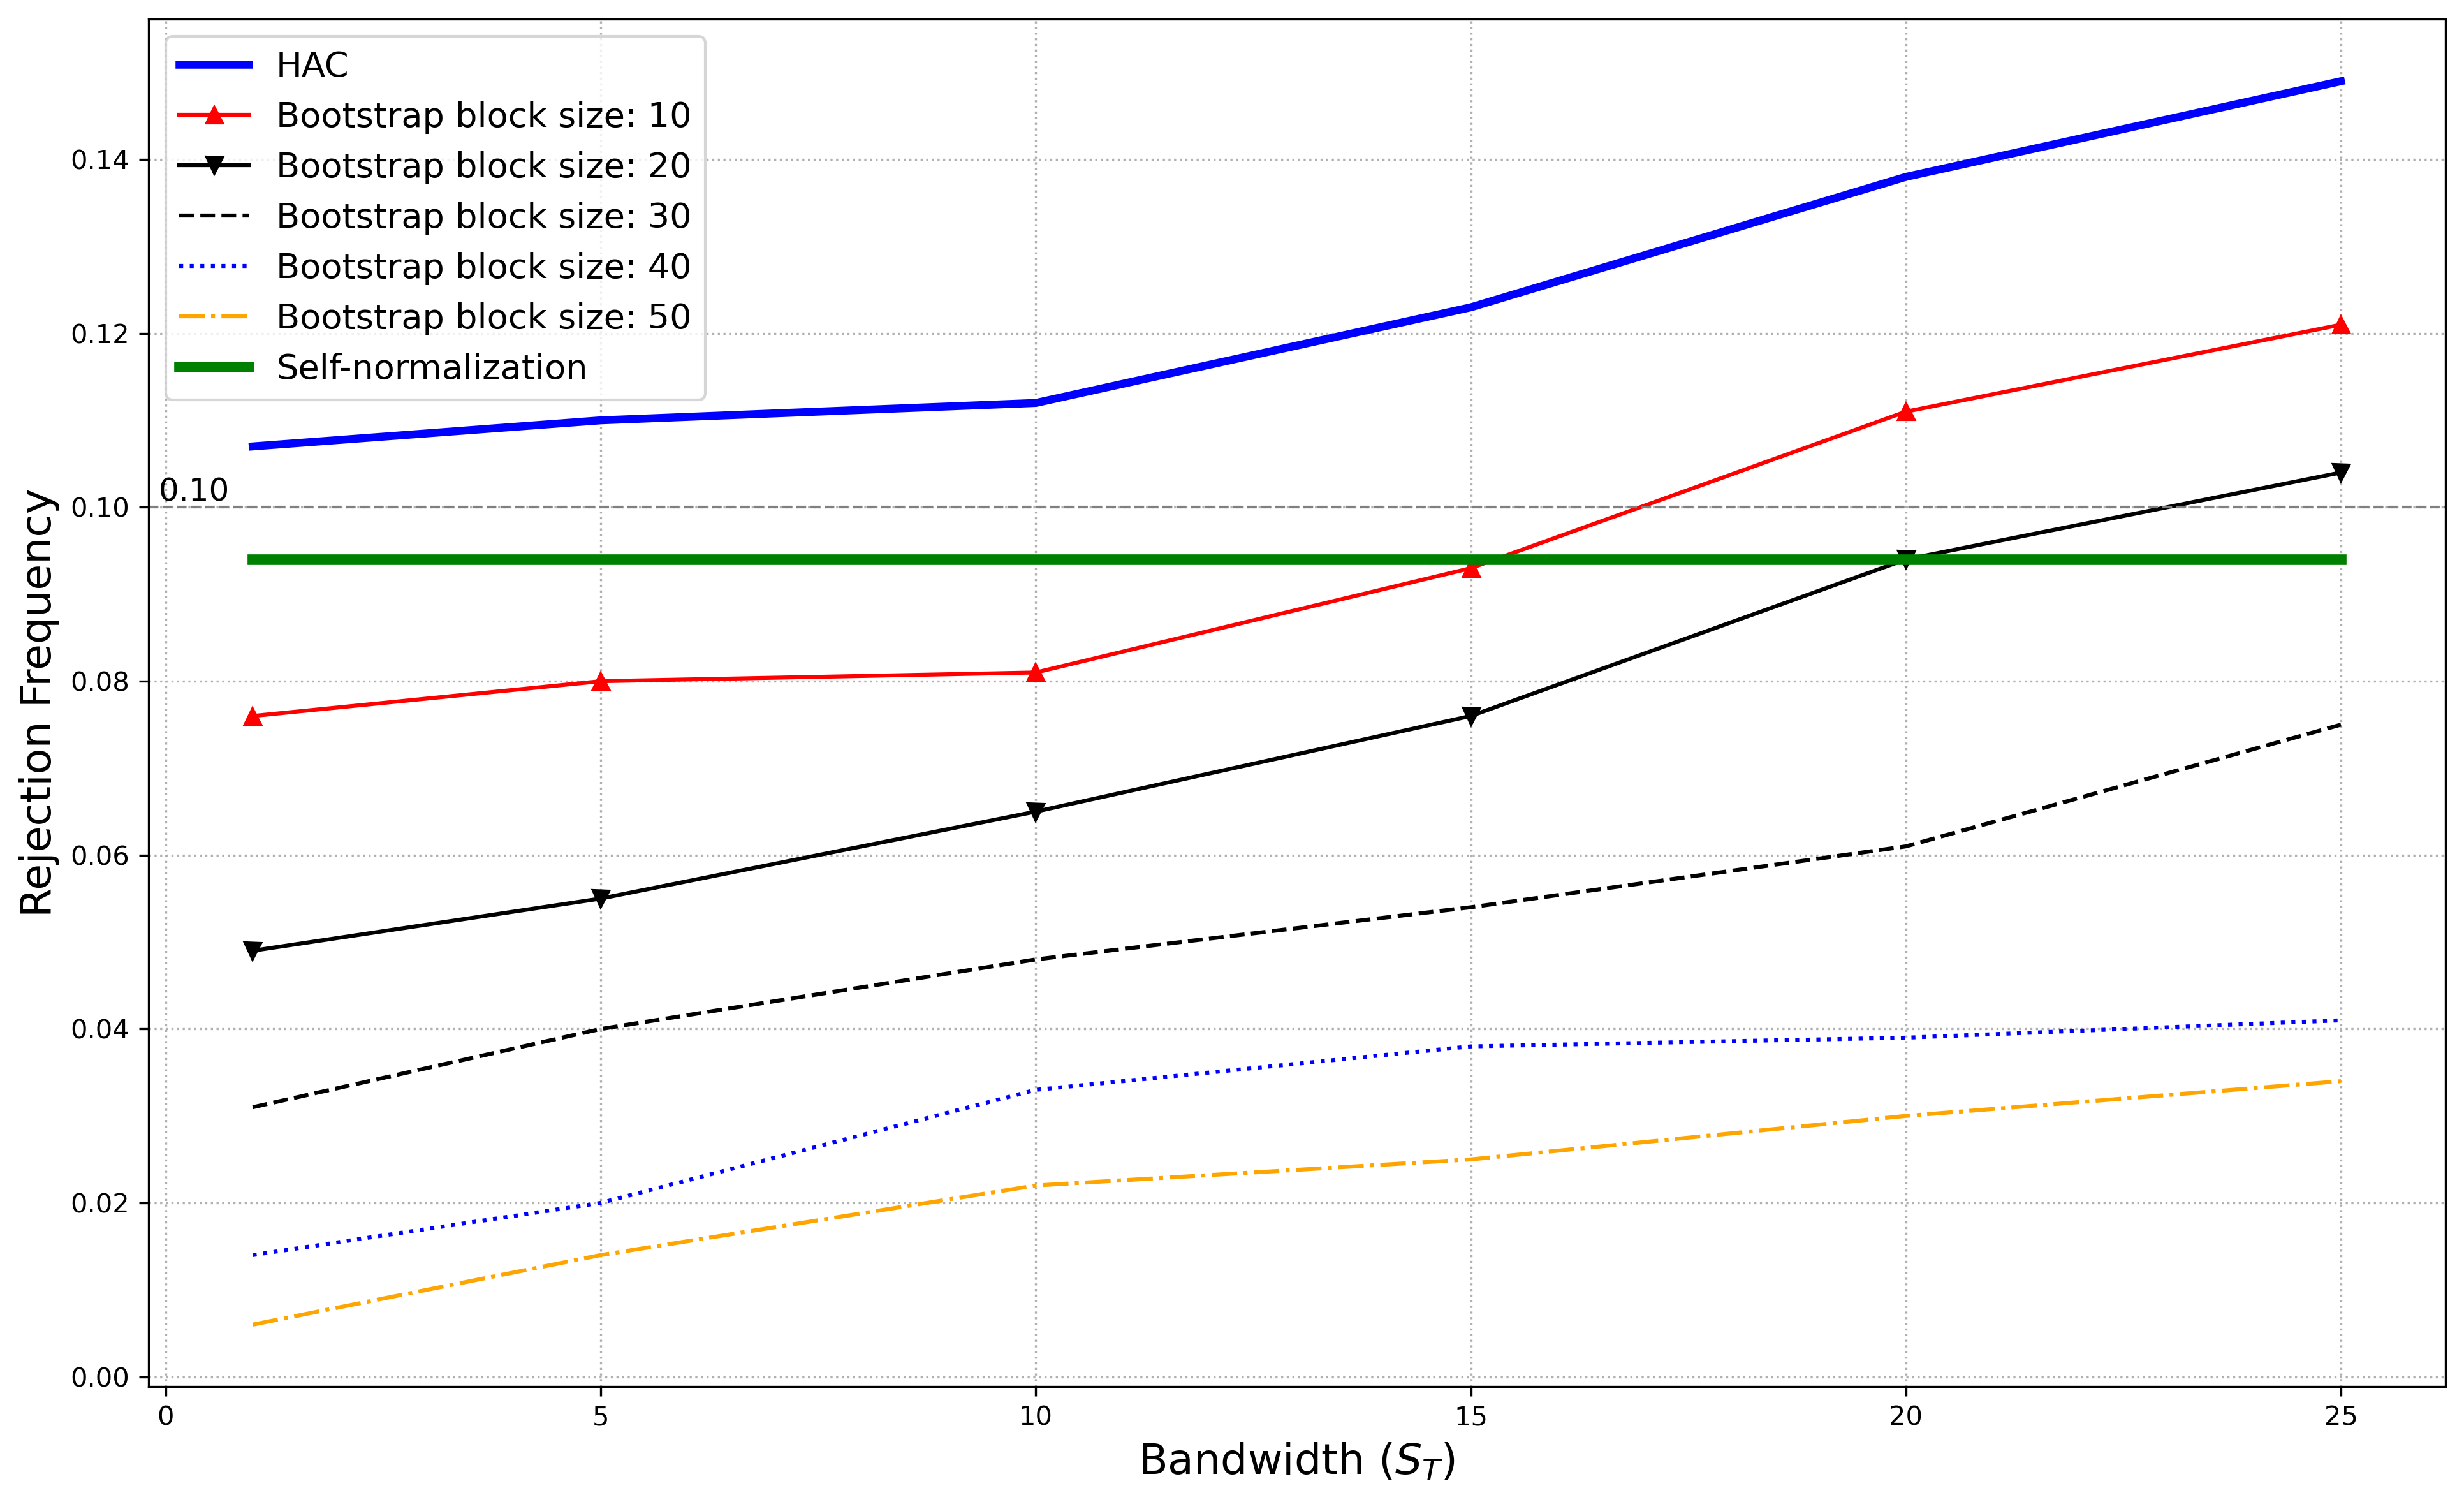 HAC
Bootstrap block size: 10
Bootstrap block size: 20
Bootstrap block size: 30
Bootstrap block size: 40
Bootstrap block size: 50
Self-normalization
0.10
Rejection Frequency
0.14
0.12
0.10
0.08
0.06
0.04
0.02
0.00
0 5 10 15 20 25
Bandwidth (S_T)